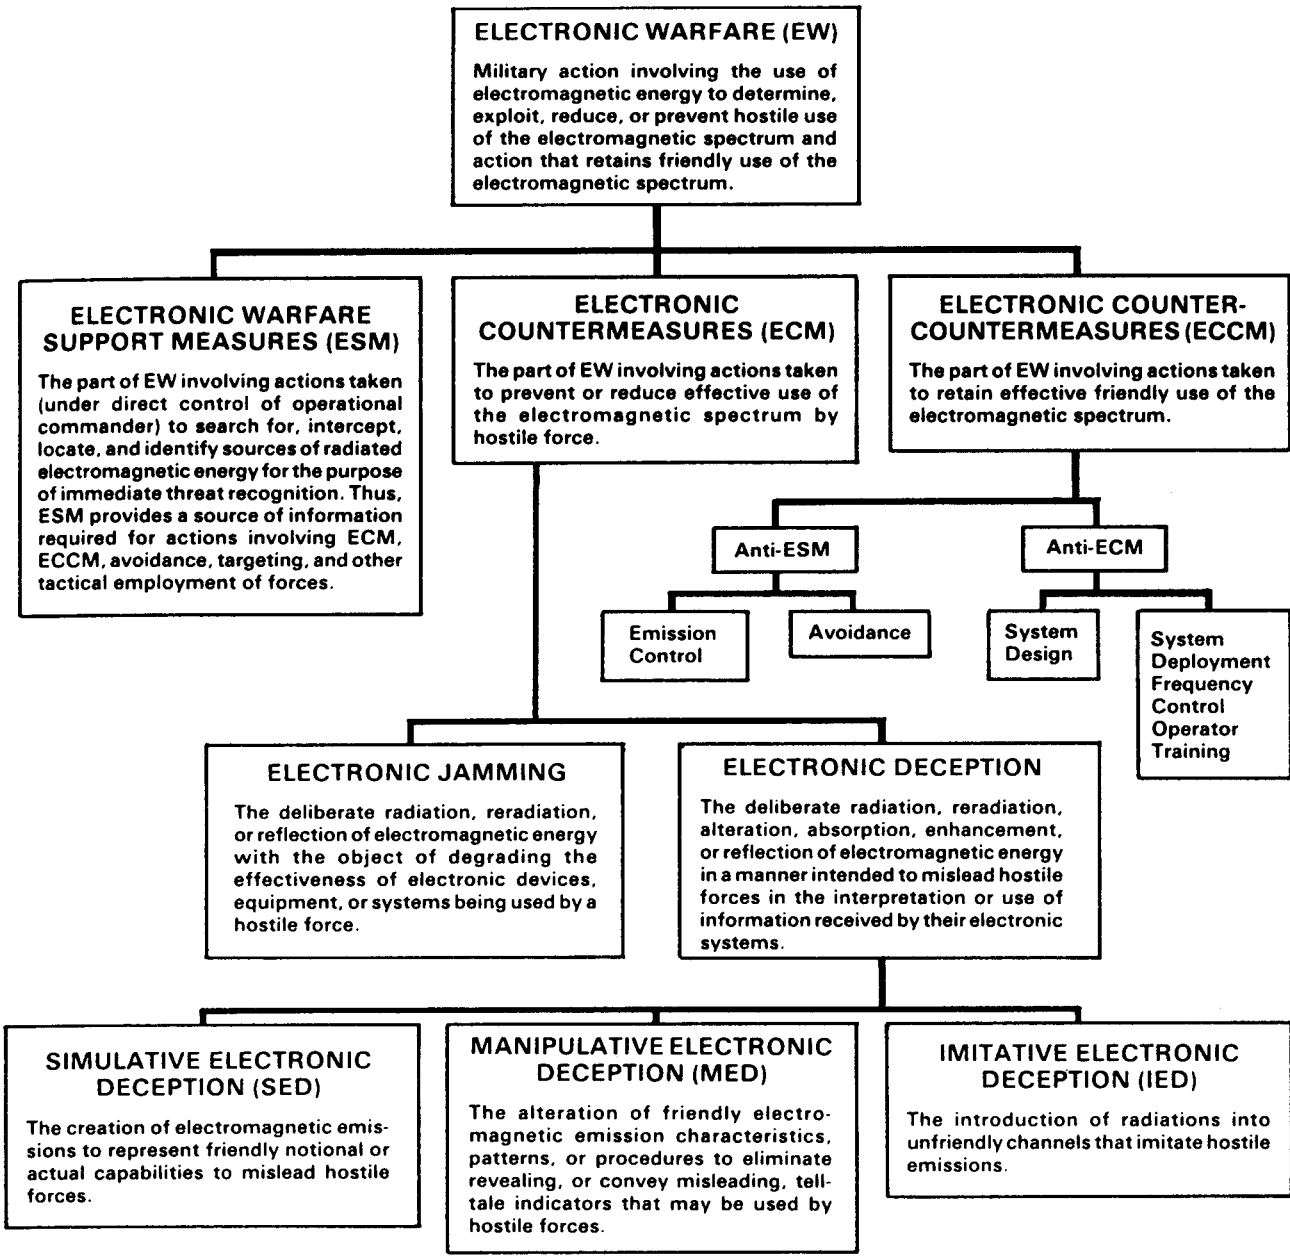 ELECTRONIC WARFARE (EW)
Military action involving the use of
electromagnetic energy to determine,
exploit, reduce, or prevent hostile use
of the electromagnetic spectrum and
action that retains friendly use of the
electromagnetic spectrum.
ELECTRONIC WARFARE
SUPPORT MEASURES (ESM)
The part of EW involving actions taken
(under direct control of operational
commander) to search for, intercept,
locate, and identify sources of radiated
electromagnetic energy for the purpose
of immediate threat recognition. Thus,
ESM provides a source of information
required for actions involving ECM,
ECCM, avoidance, targeting, and other
tactical employment of forces.
ELECTRONIC
COUNTERMEASURES (ECM)
The part of EW involving actions taken
to prevent or reduce effective use of
the electromagnetic spectrum by
hostile force.
ELECTRONIC COUNTER-
COUNTERMEASURES (ECCM)
The part of EW involving actions taken
to retain effective friendly use of the
electromagnetic spectrum.
Anti-ESM
Anti-ECM
Emission
Control
Avoidance
System
Design
System
Deployment
Frequency
Control
Operator
Training
ELECTRONIC JAMMING
The deliberate radiation, reradiation,
or reflection of electromagnetic energy
with the object of degrading the
effectiveness of electronic devices,
equipment, or systems being used by a
hostile force.
ELECTRONIC DECEPTION
The deliberate radiation, reradiation,
alteration, absorption, enhancement,
or reflection of electromagnetic energy
in a manner intended to mislead hostile
forces in the interpretation or use of
information received by their electronic
systems.
SIMULATIVE ELECTRONIC
DECEPTION (SED)
The creation of electromagnetic emis-
sions to represent friendly notional or
actual capabilities to mislead hostile
forces.
MANIPULATIVE ELECTRONIC
DECEPTION (MED)
The alteration of friendly electro-
magnetic emission characteristics,
patterns, or procedures to eliminate
revealing, or convey misleading, tell-
tale indicators that may be used by
hostile forces.
IMITATIVE ELECTRONIC
DECEPTION (IED)
The introduction of radiations into
unfriendly channels that imitate hostile
emissions.